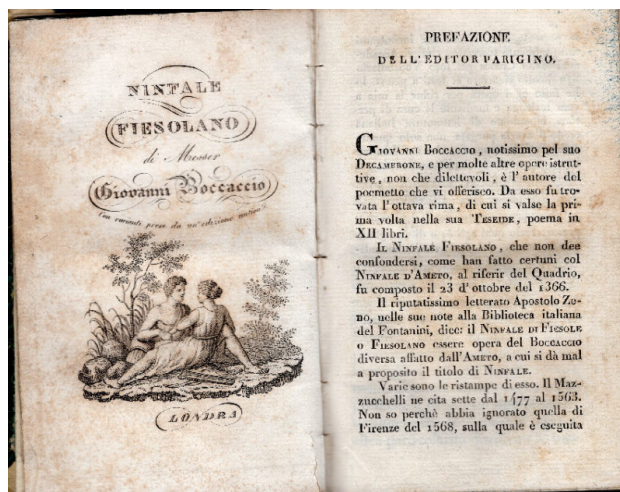 NINFALE
FIESOLANO
di Messer
Giovanni Boccaccio
Con varianti prese da un'edizione antica
LONDRA
PREFAZIONE
DELL'EDITOR PARIGINO.
GIOVANNI BOCCACCIO, notissimo pel suo
DECAMERONE, e per molte altre opere istrut-
tive, non che dilettevoli, è l'autore del
poemetto che vi offerisco. Da esso fu tro-
vata l'ottava rima, di cui si valse la pri-
ma volta nella sua TESEIDE, poema in
XII libri.
IL NINFALE FIESOLANO, che non dee
confondersi, come han fatto certuni col
NINFALE D'AMETO, al riferir del Quadrio,
fu composto il 23 d'ottobre del 1366.
Il riputatissimo letterato Apostolo Ze-
no, nelle sue note alla Biblioteca italiana
del Fontanini, dice: il NINFALE DI FIESOLE
O FIESOLANO essere opera del BOCCACCIO
diversa affatto dall'AMETO, a cui si dà mal
a proposito il titolo di NINFALE.
Varie sono le ristampe di esso. Il Maz-
zucchelli ne cita sette dal 1477 al 1563.
Non so perchè abbia ignorato quella di
Firenze del 1568, sulla quale è eseguita